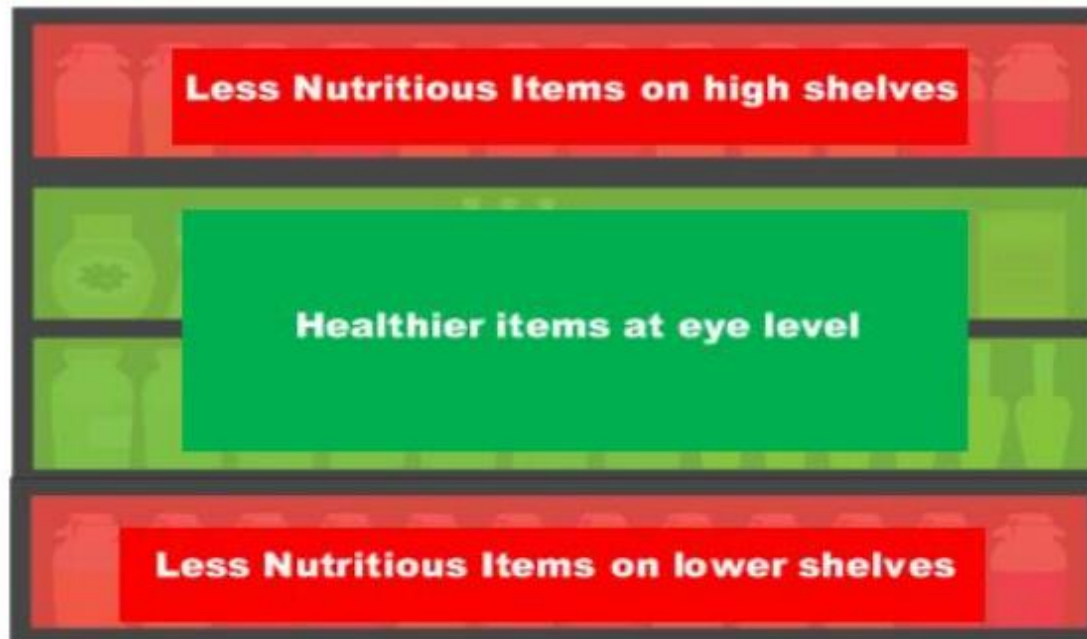 Less Nutritious Items on high shelves
Healthier items at eye level
Less Nutritious Items on lower shelves